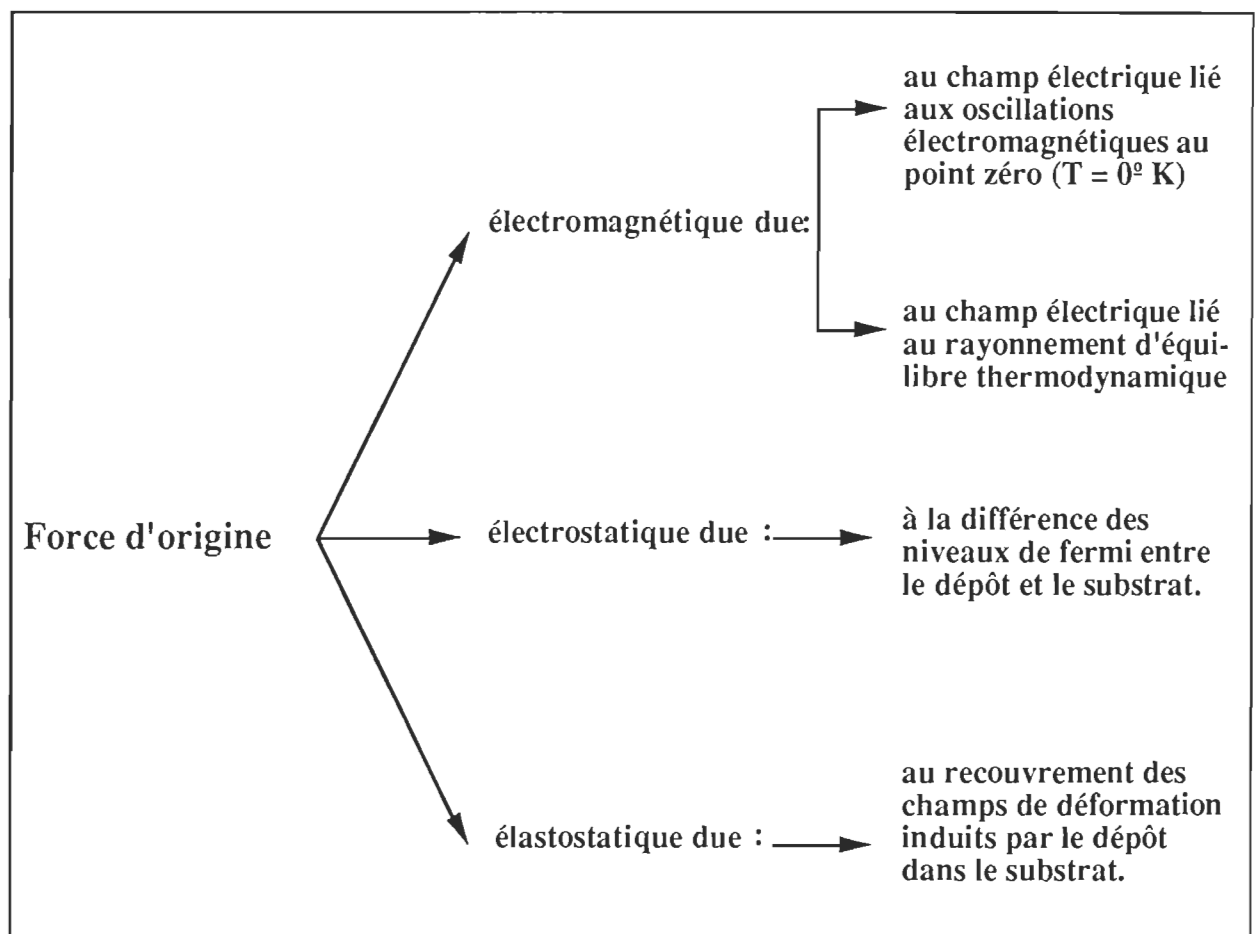 au champ électrique lié
aux oscillations
électromagnétiques au
point zéro (T = 0º K)
électromagnétique due:
au champ électrique lié
au rayonnement d'équi-
libre thermodynamique
Force d'origine
électrostatique due :
à la différence des
niveaux de fermi entre
le dépôt et le substrat.
élastostatique due :
au recouvrement des
champs de déformation
induits par le dépôt
dans le substrat.